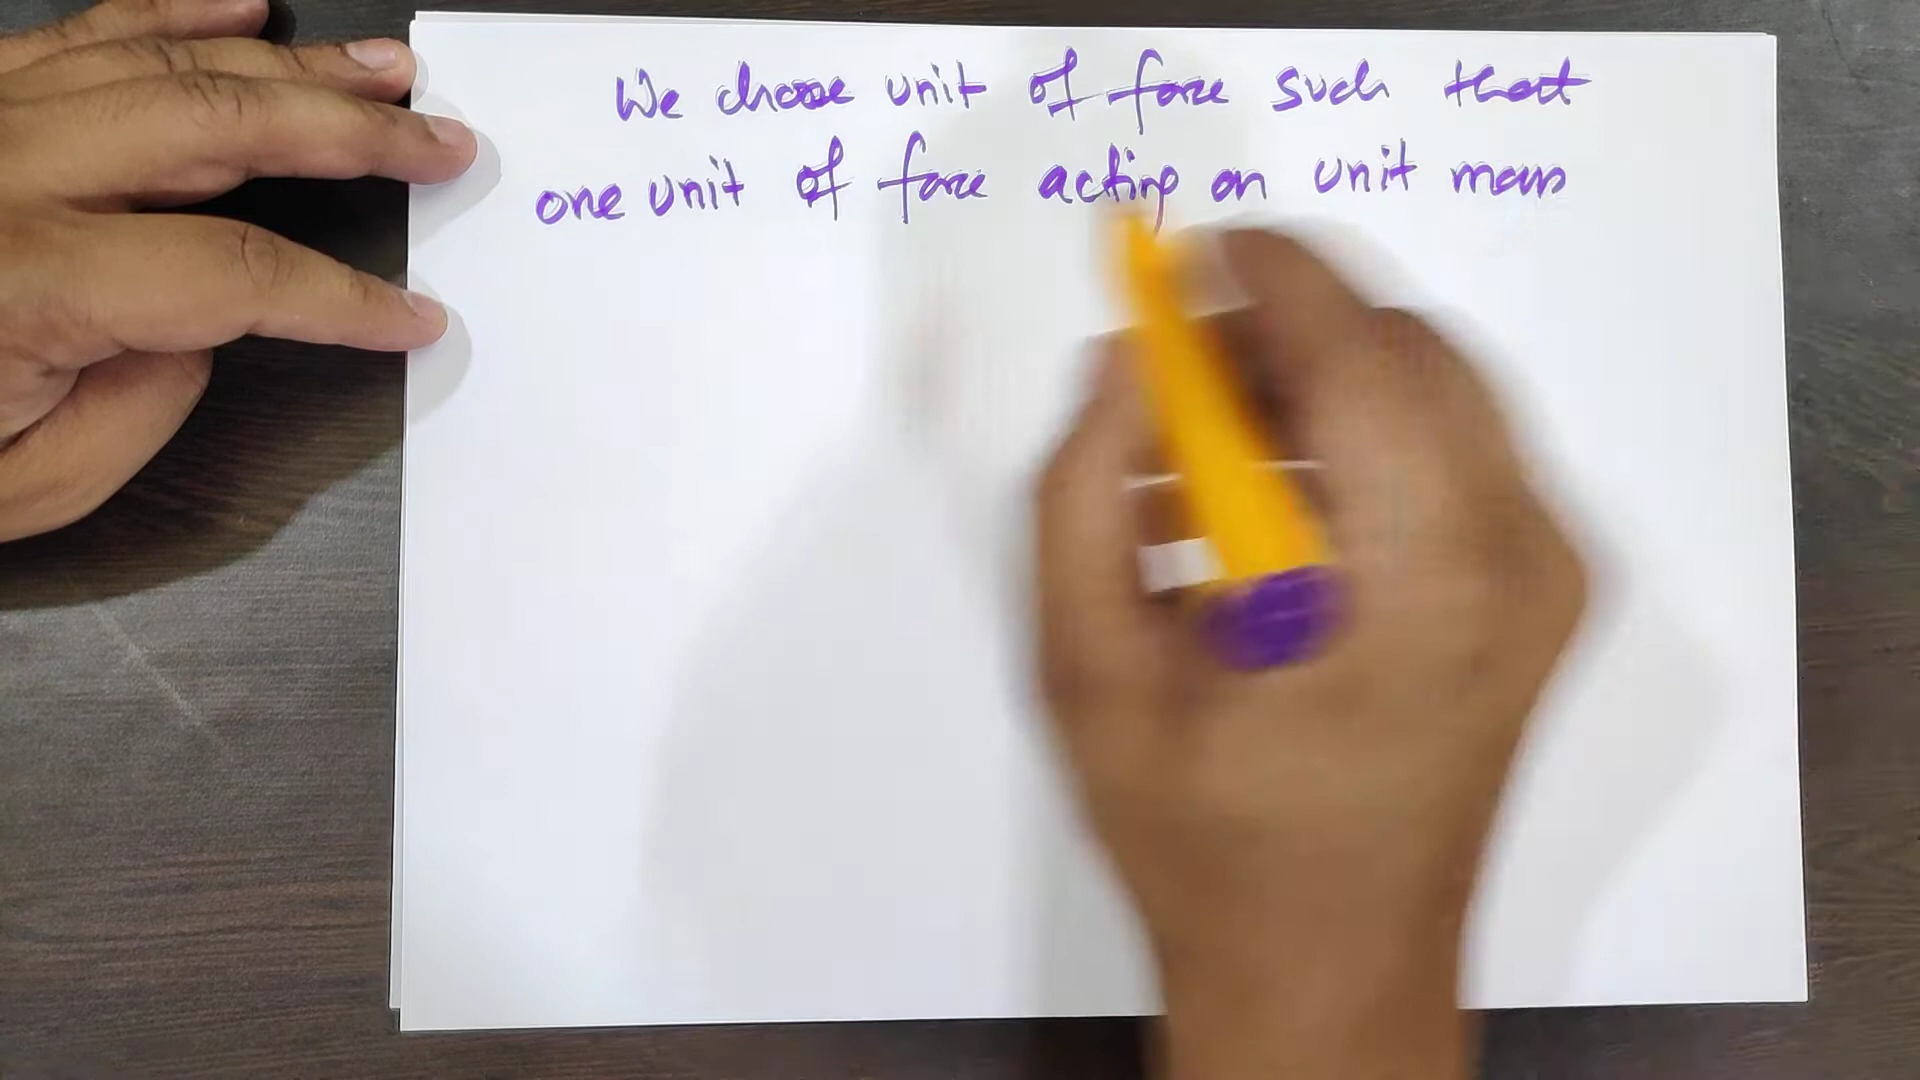 We choose unit of force such that
one unit of force acting on unit mass